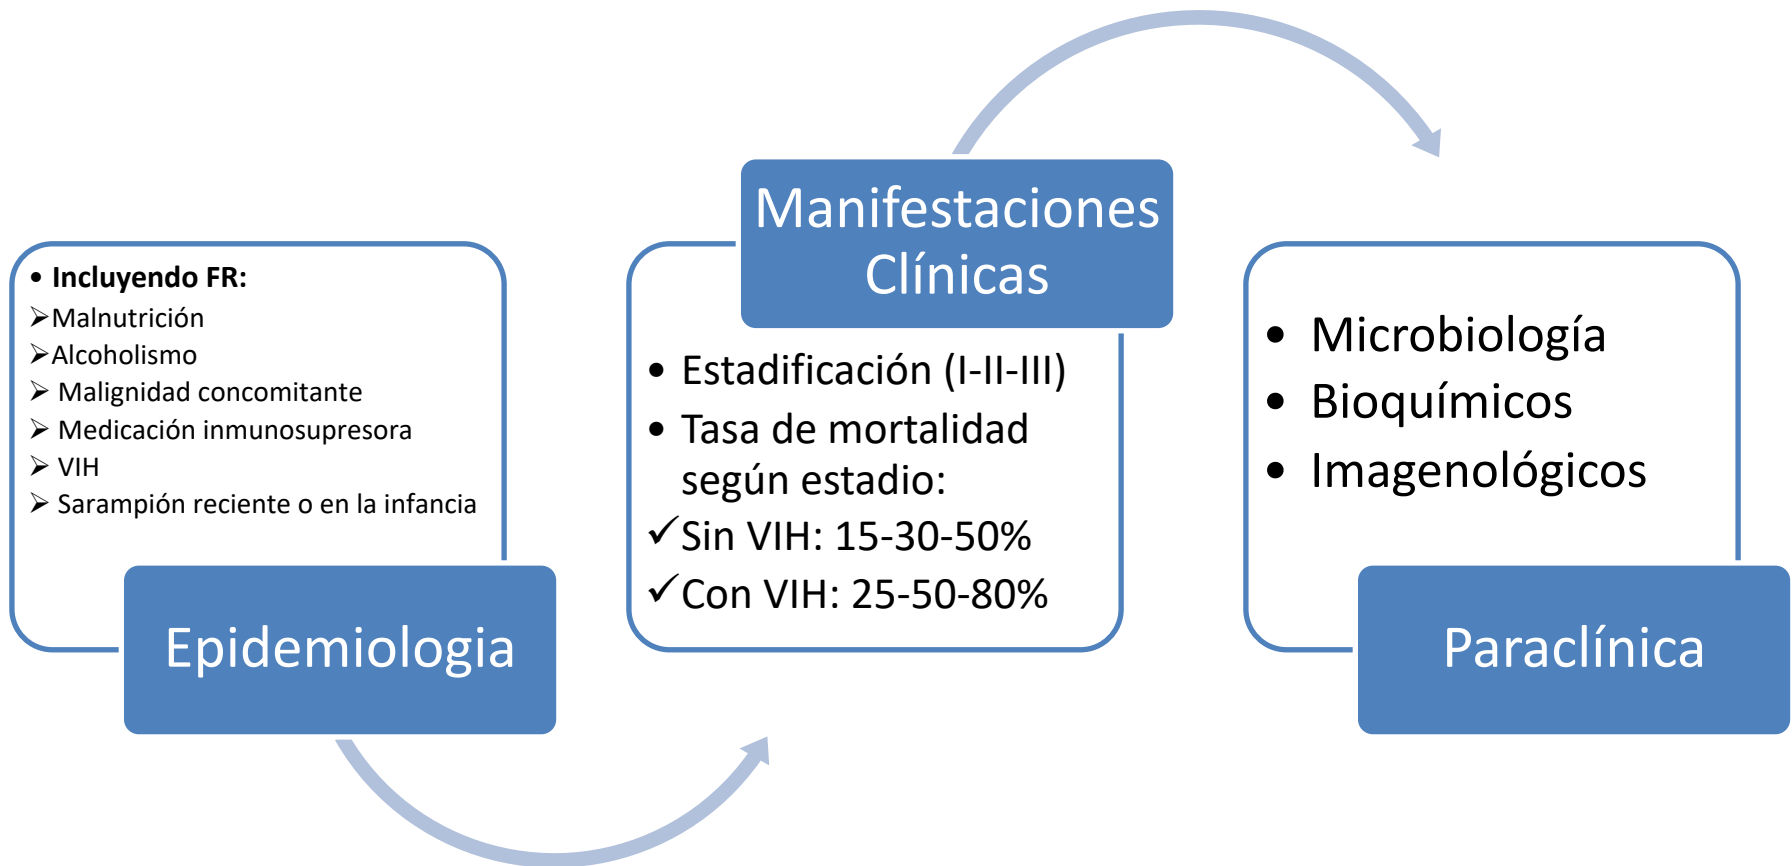 • Incluyendo FR:
➢Malnutrición
➢Alcoholismo
➢ Malignidad concomitante
➢ Medicación inmunosupresora
➢ VIH
➢ Sarampión reciente o en la infancia
Epidemiologia
Manifestaciones
Clínicas
• Estadificación (I-II-III)
• Tasa de mortalidad
según estadio:
✓Sin VIH: 15-30-50%
✓Con VIH: 25-50-80%
• Microbiología
• Bioquímicos
• Imagenológicos
Paraclínica